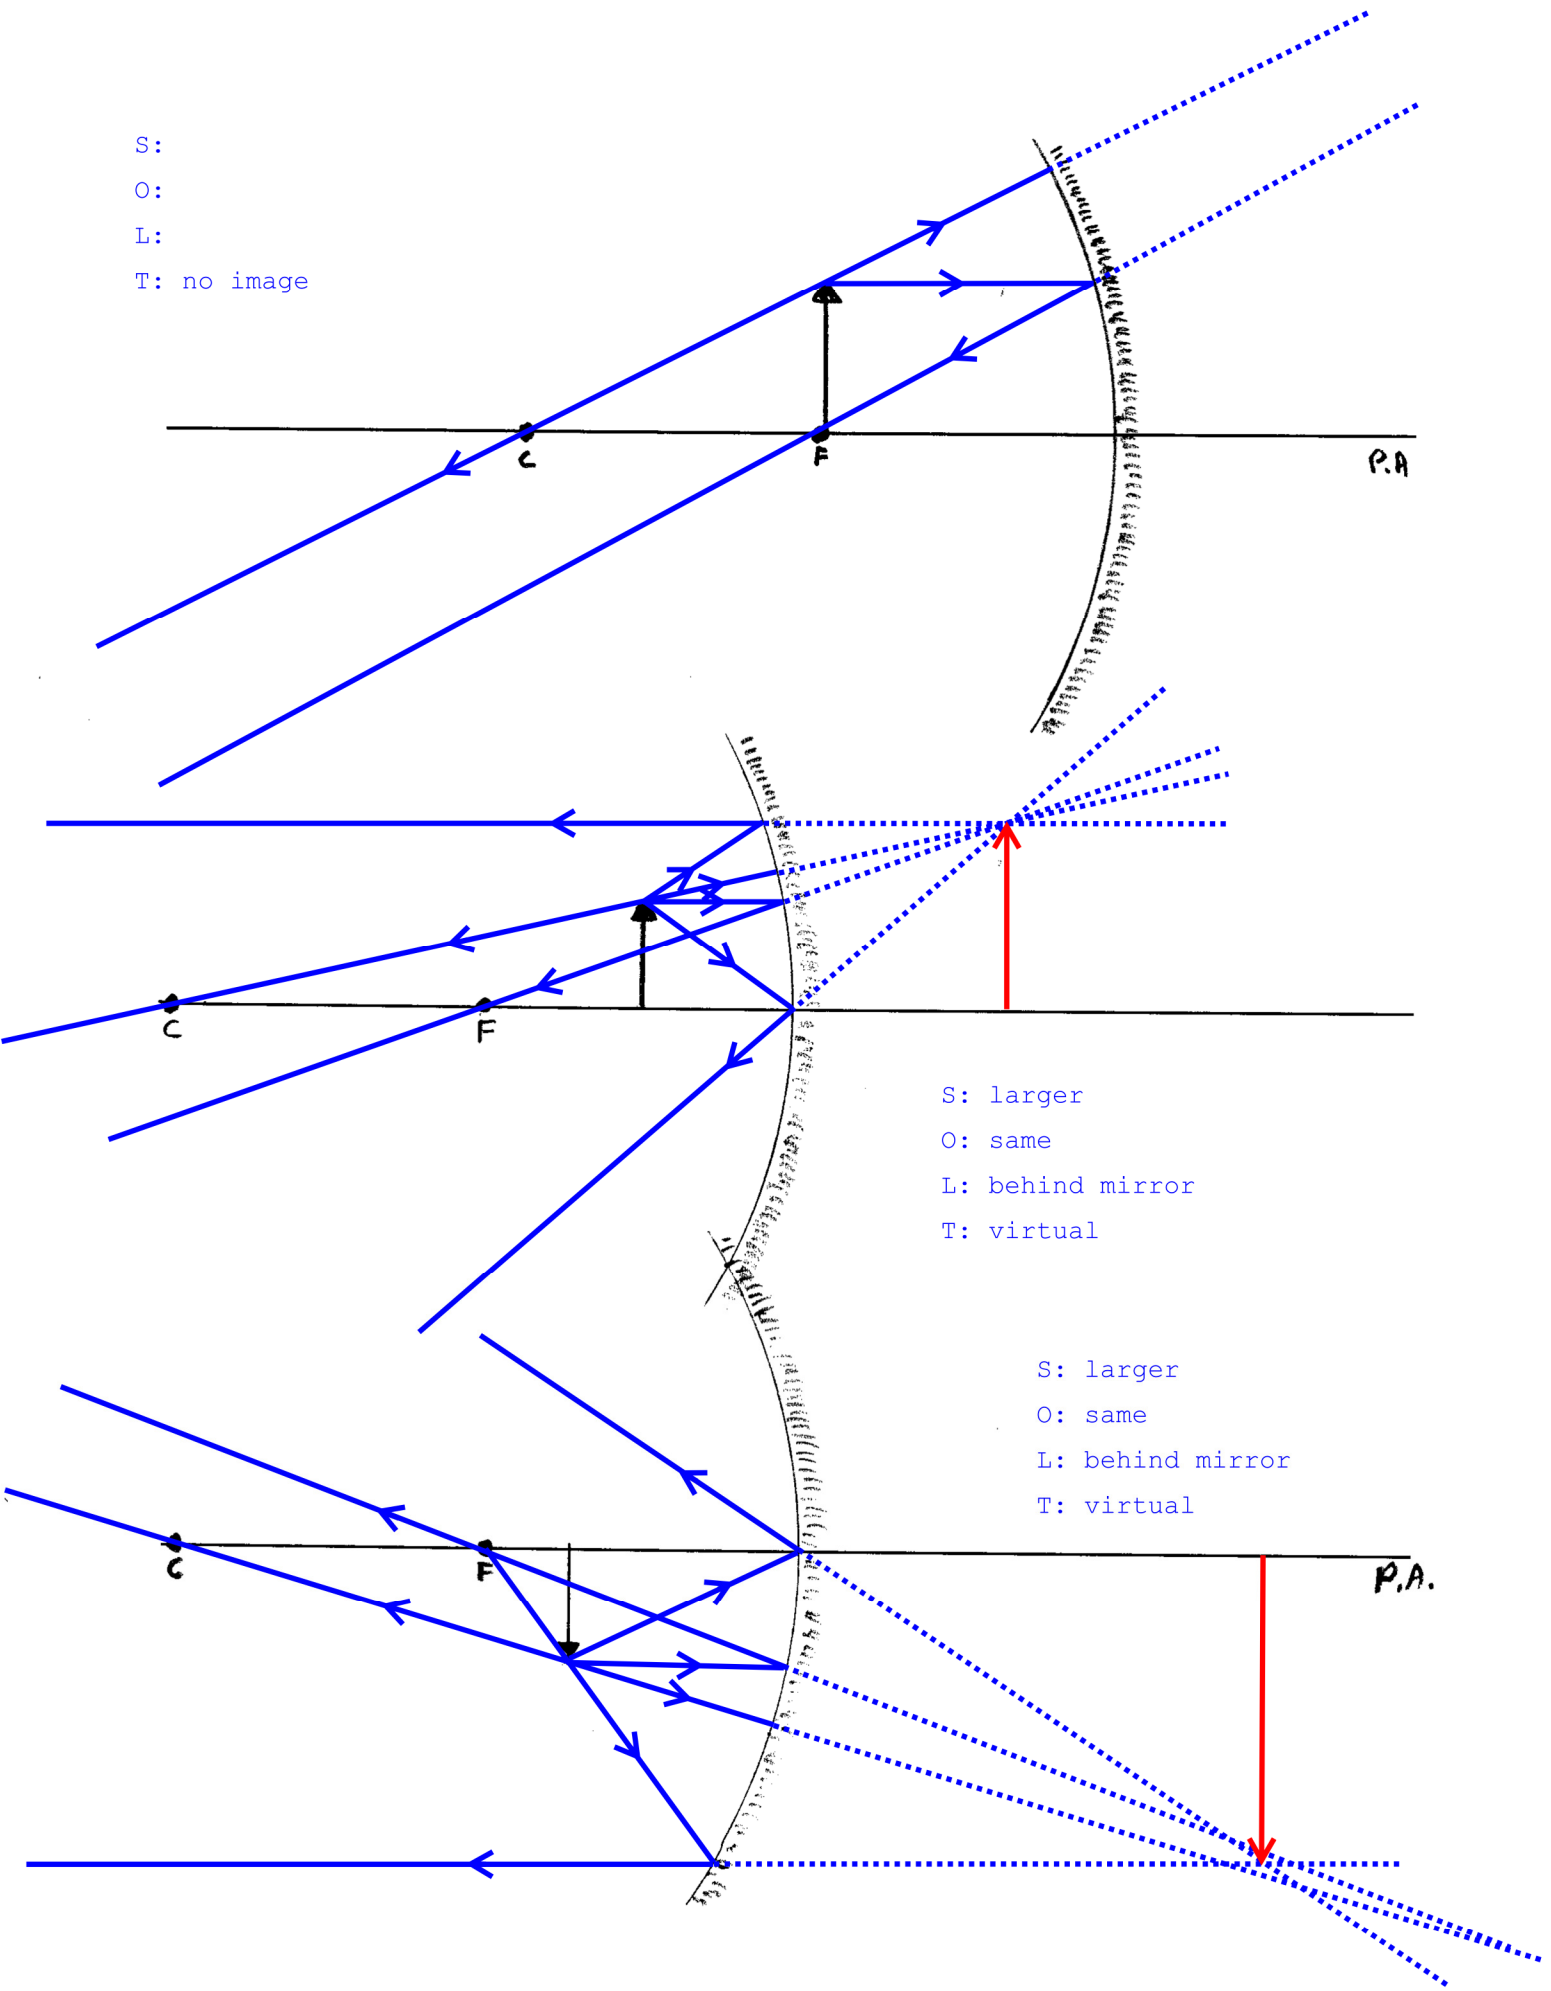 S:
O:
L:
T: no image
C
F
P.A
C
F
S: larger
O: same
L: behind mirror
T: virtual
S: larger
O: same
L: behind mirror
T: virtual
C
F
P.A.